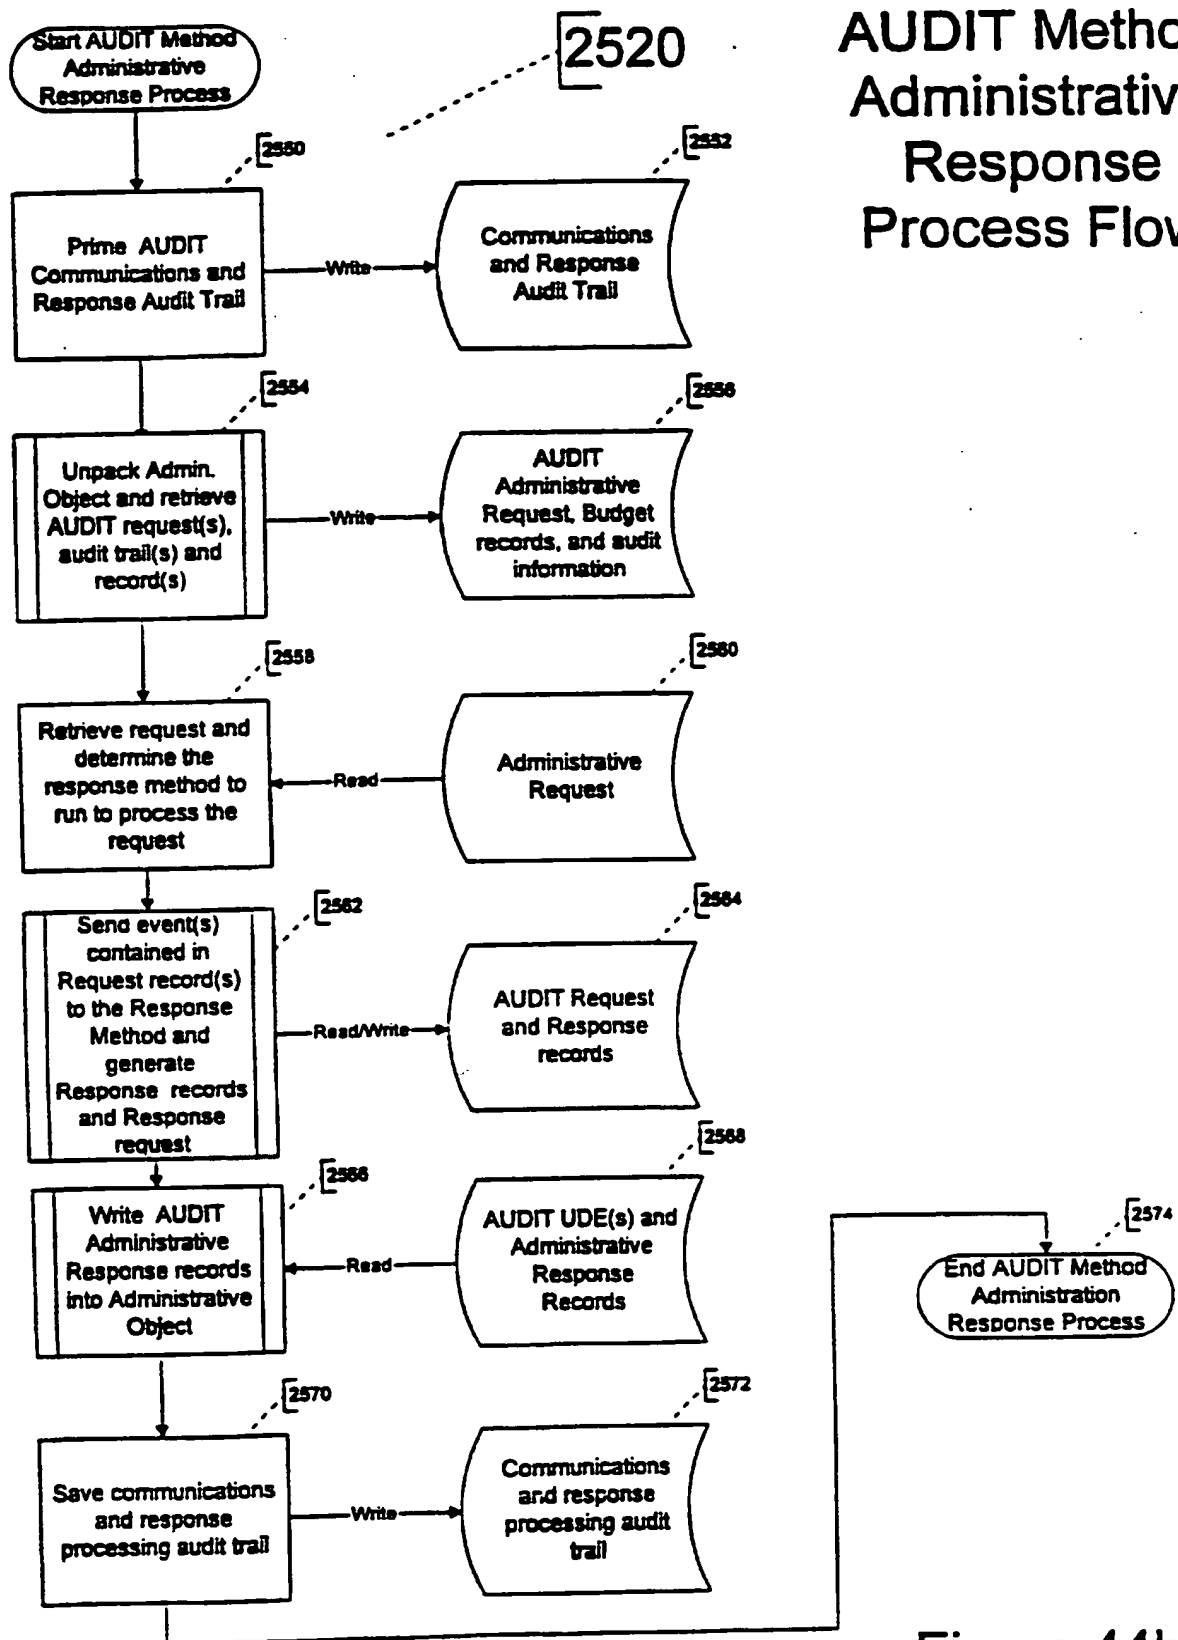 Start AUDIT Method
Administrative
Response Process
2520
AUDIT Metho
Administrativ
Response
Process Flow
2550
Prime AUDIT
Communications and
Response Audit Trail
Write
2552
Communications
and Response
Audit Trail
2554
Unpack Admin.
Object and retrieve
AUDIT request(s),
audit trail(s) and
record(s)
Write
2556
AUDIT
Administrative
Request, Budget
records, and audit
information
2558
Retrieve request and
determine the
response method to
run to process the
request
Read
2560
Administrative
Request
2562
Send event(s)
contained in
Request record(s)
to the Response
Method and
generate
Response records
and Response
request
Read/Write
2564
AUDIT Request
and Response
records
2566
Write AUDIT
Administrative
Response records
into Administrative
Object
Read
2568
AUDIT UDE(s) and
Administrative
Response
Records
2570
Save communications
and response
processing audit trail
Write
2572
Communications
and response
processing audit
trail
2574
End AUDIT Method
Administration
Response Process
Figure 44b